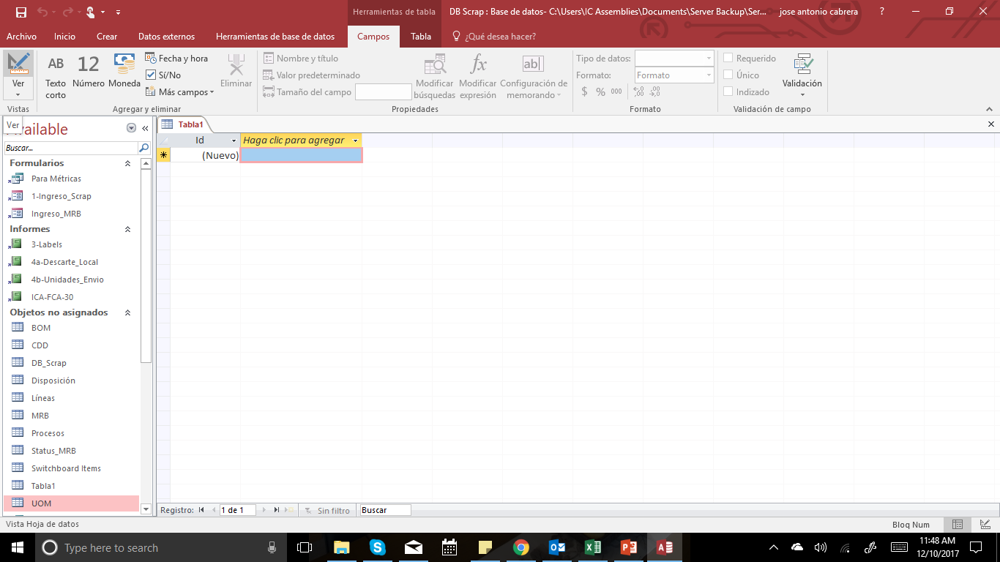 Herramientas de tabla
DB Scrap : Base de datos- C:\Users\IC Assemblies\Documents\Server Backup\Ser...
jose antonio cabrera
?
Archivo
Inicio
Crear
Datos externos
Herramientas de base de datos
Campos
Tabla
¿Qué desea hacer?
Ver
Vistas
AB
Texto corto
12
Número
Moneda
Fecha y hora
Sí/No
Más campos
Eliminar
Agregar y eliminar
Nombre y título
Valor predeterminado
Tamaño del campo
Modificar búsquedas
fx
Modificar expresión
ab
Configuración de memorando
Propiedades
Tipo de datos:
Formato:
Formato
$ % 000
Formato
Requerido
Único
Indizado
Validación
Validación de campo
Ver
Available
Buscar...
Formularios
Para Métricas
1-Ingreso_Scrap
Ingreso_MRB
Informes
3-Labels
4a-Descarte_Local
4b-Unidades_Envio
ICA-FCA-30
Objetos no asignados
BOM
CDD
DB_Scrap
Disposición
Líneas
MRB
Procesos
Status_MRB
Switchboard Items
Tabla1
UOM
Tabla1
Id
Haga clic para agregar
(Nuevo)
Registro:
1 de 1
Sin filtro
Buscar
Vista Hoja de datos
Bloq Num
Type here to search
11:48 AM
12/10/2017